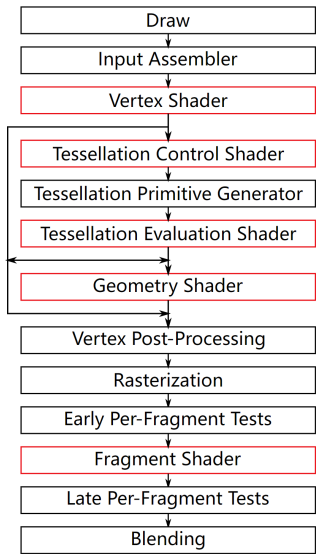 Draw
Input Assembler
Vertex Shader
Tessellation Control Shader
Tessellation Primitive Generator
Tessellation Evaluation Shader
Geometry Shader
Vertex Post-Processing
Rasterization
Early Per-Fragment Tests
Fragment Shader
Late Per-Fragment Tests
Blending